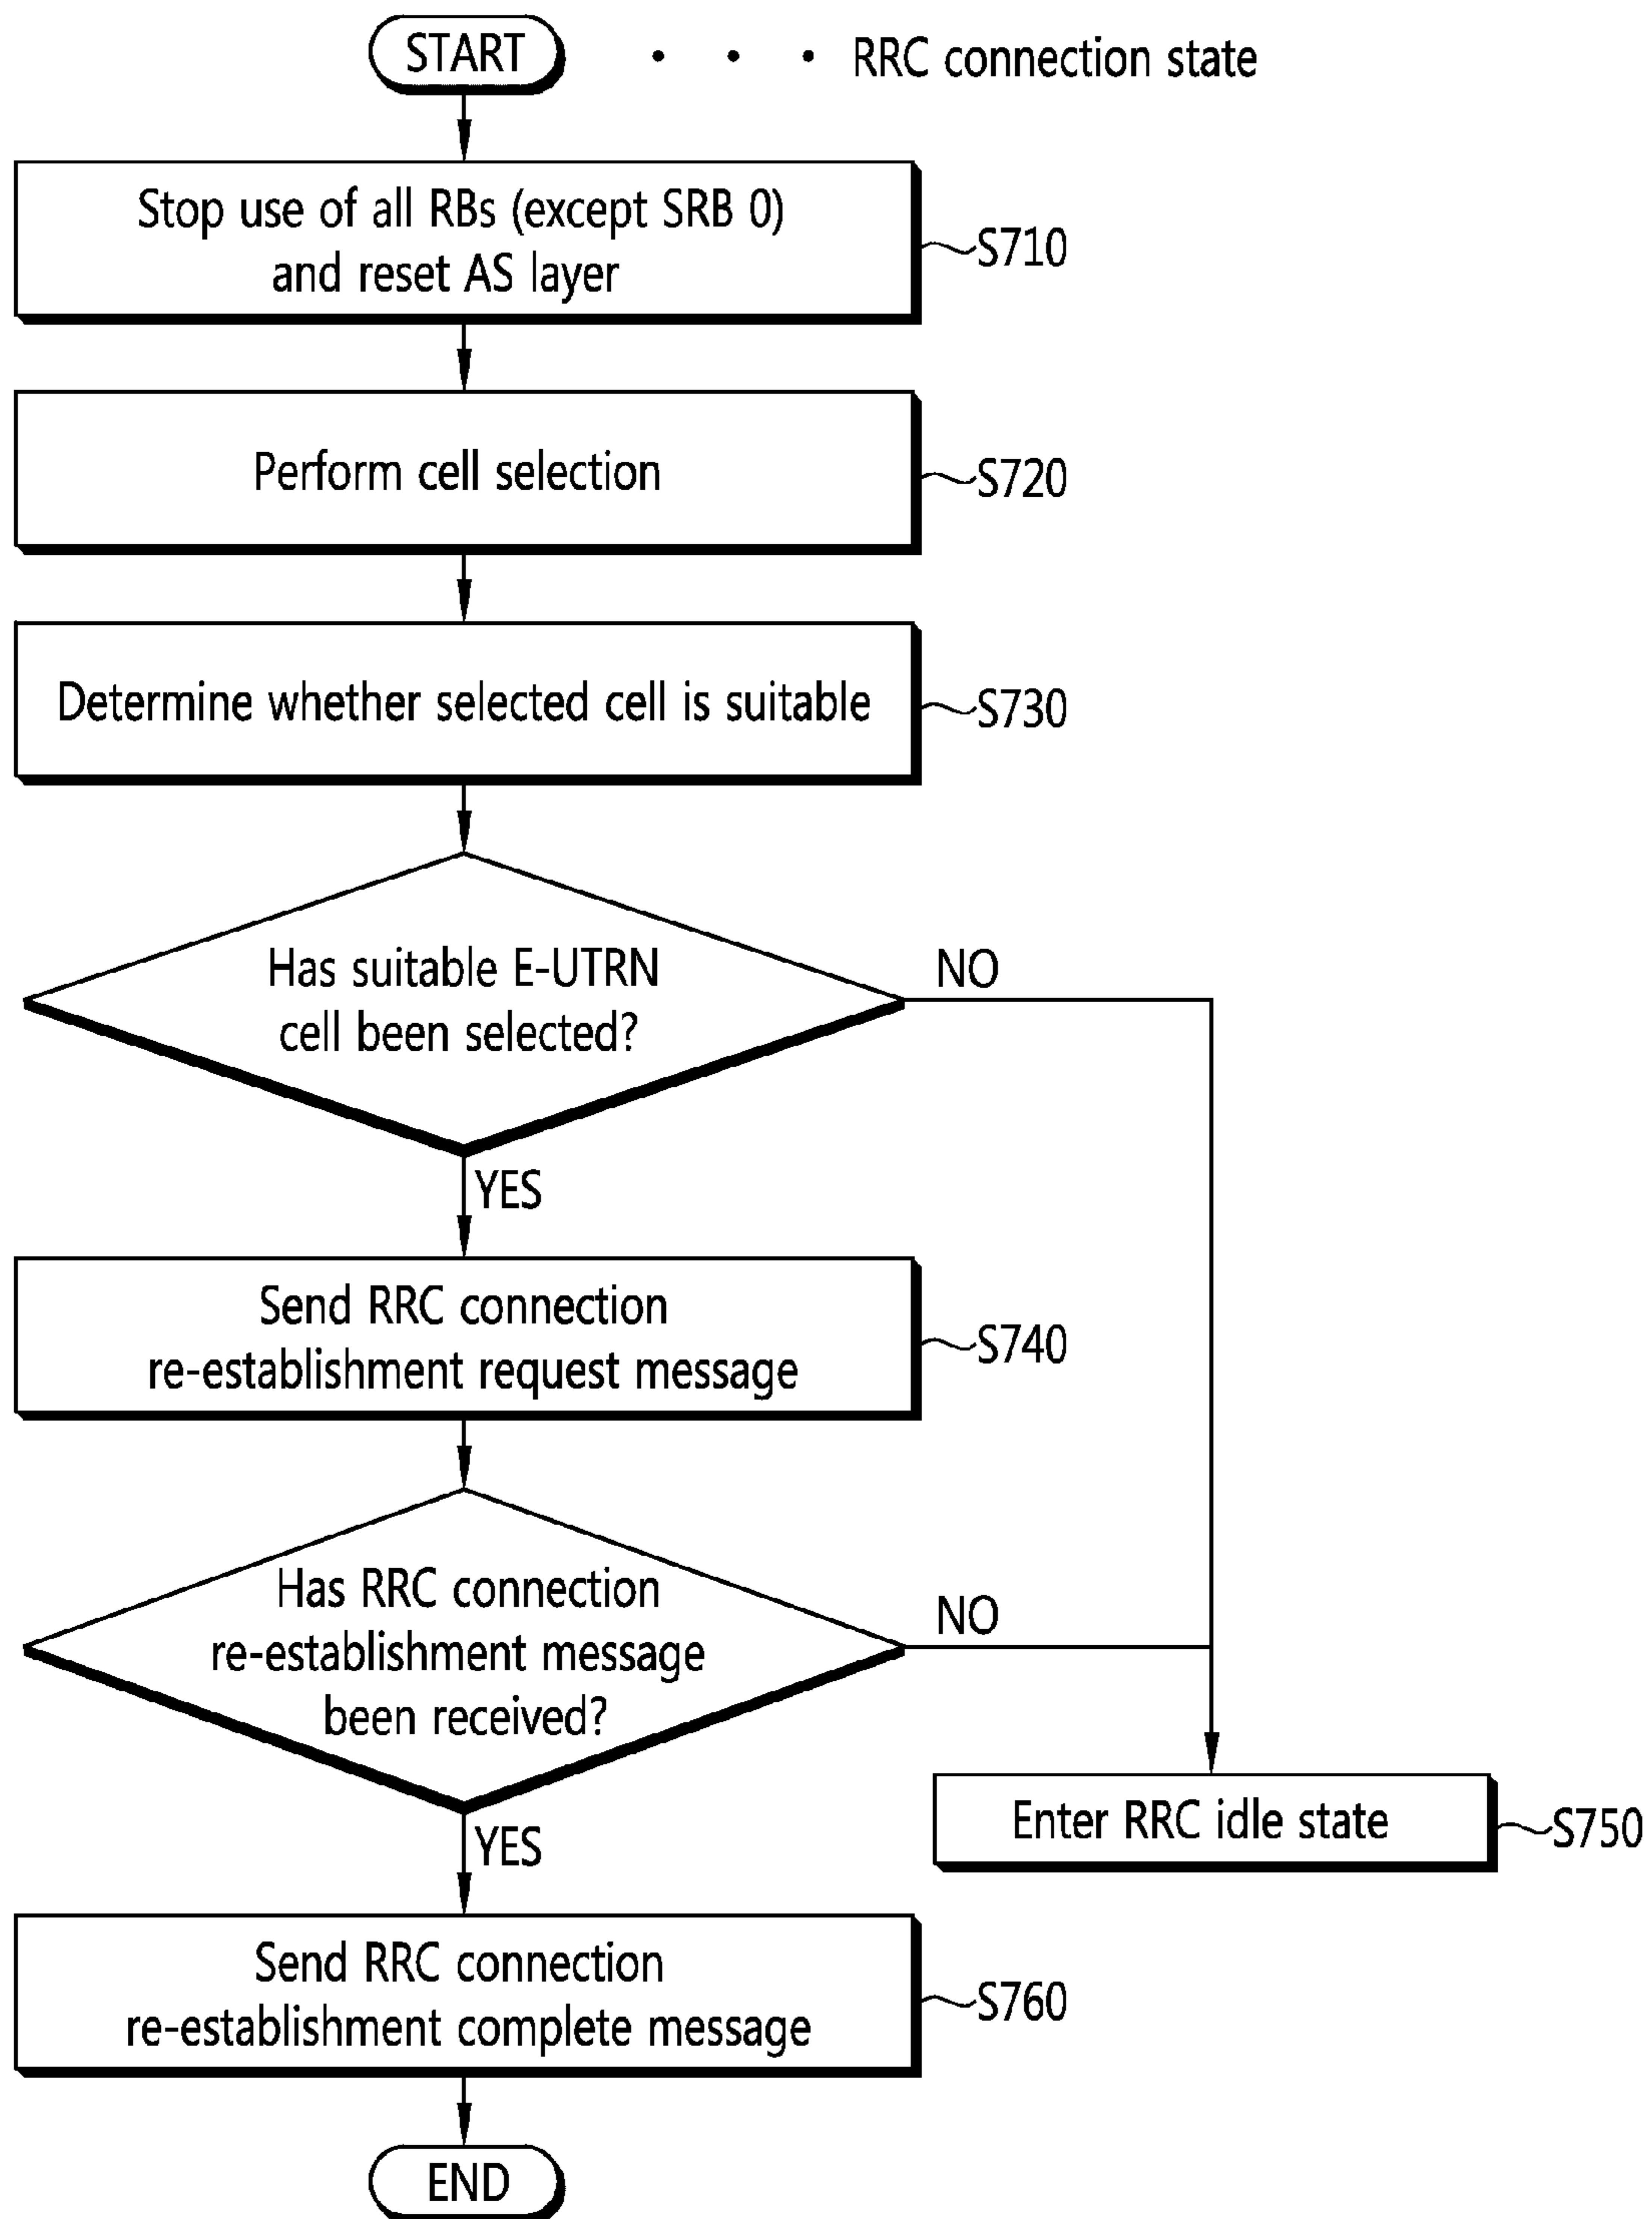 START
· · · RRC connection state
Stop use of all RBs (except SRB 0)
and reset AS layer
S710
Perform cell selection
S720
Determine whether selected cell is suitable
S730
Has suitable E-UTRN
cell been selected?
NO
YES
Send RRC connection
re-establishment request message
S740
Has RRC connection
re-establishment message
been received?
NO
YES
Enter RRC idle state
S750
Send RRC connection
re-establishment complete message
S760
END